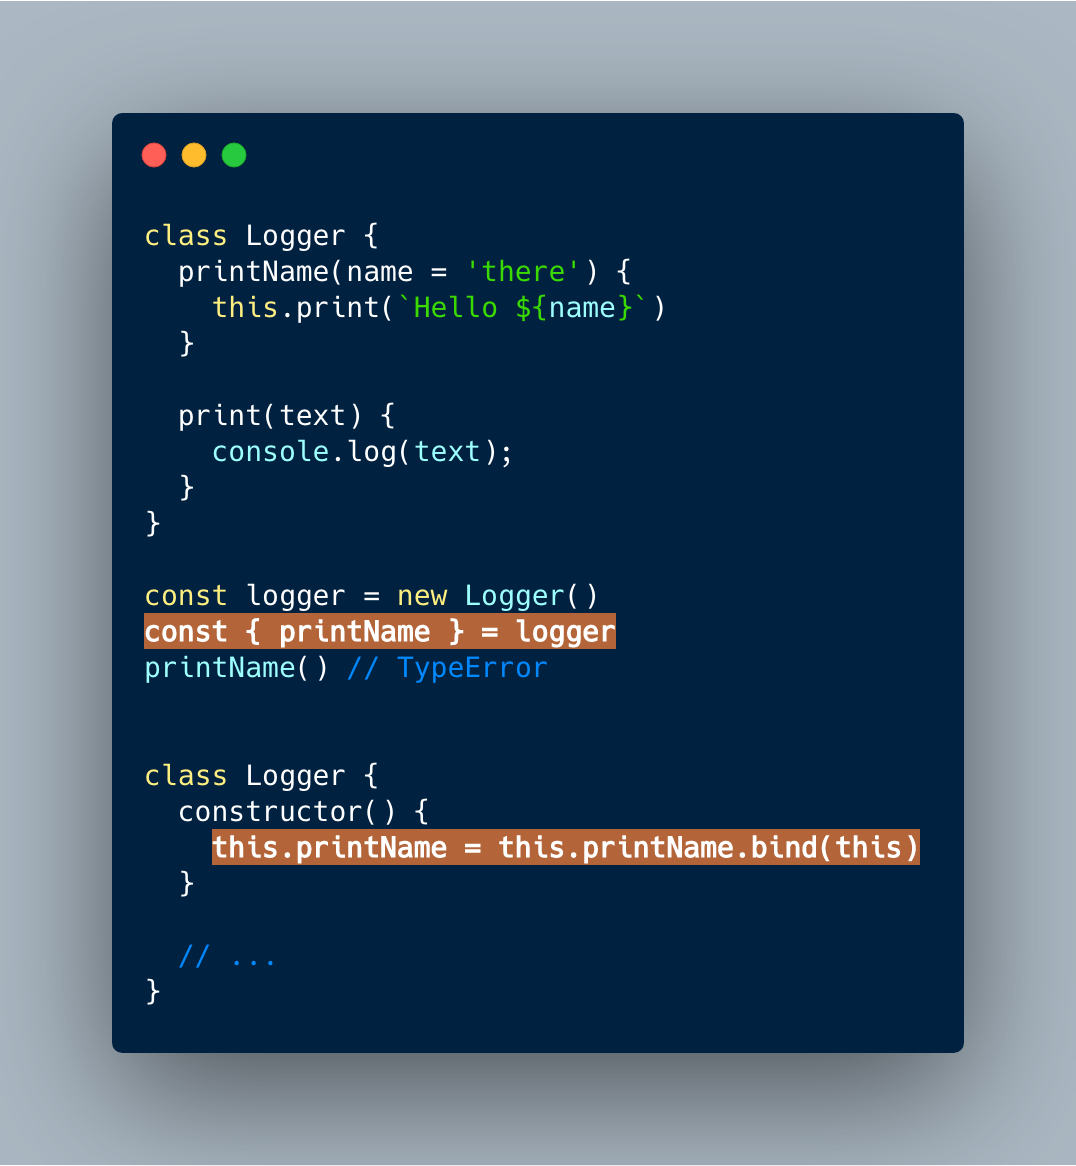 class Logger {
  printName(name = 'there') {
    this.print(`Hello ${name}`)
  }

  print(text) {
    console.log(text);
  }
}

const logger = new Logger()
const { printName } = logger
printName() // TypeError


class Logger {
  constructor() {
    this.printName = this.printName.bind(this)
  }

  // ...
}